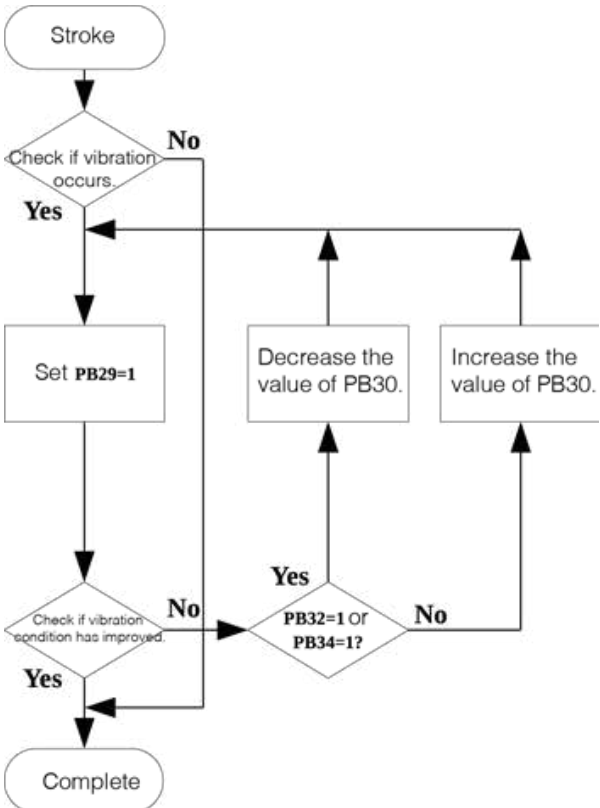 Stroke
No
Check if vibration
occurs.
Yes
Set PB29=1
Decrease the
value of PB30.
Increase the
value of PB30.
Check if vibration
condition has improved.
No
Yes
PB32=1 or
PB34=1?
Yes
No
Complete